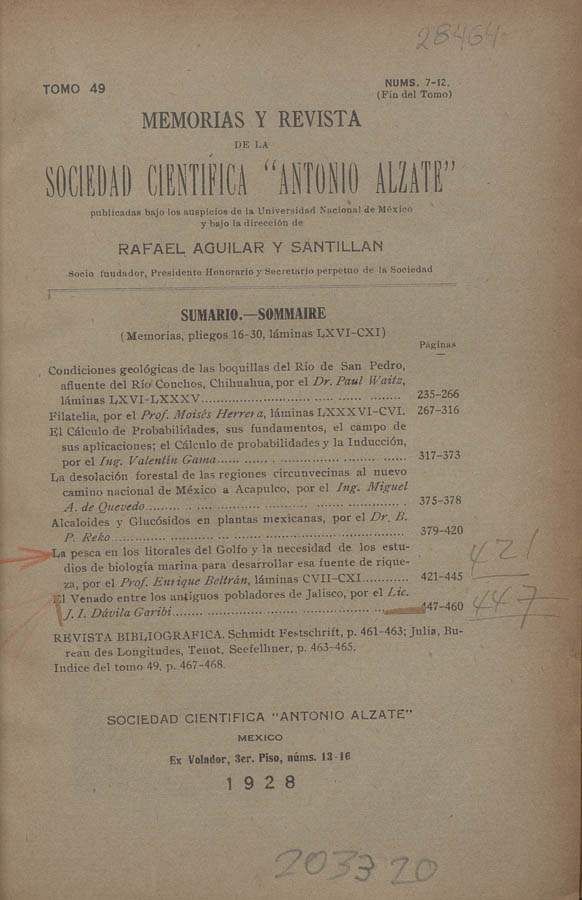 28464
TOMO 49
NUMS. 7-12.
(Fin del Tomo)
MEMORIAS Y REVISTA
DE LA
SOCIEDAD CIENTIFICA "ANTONIO ALZATE"
publicadas bajo los auspicios de la Universidad Nacional de México
y bajo la dirección de
RAFAEL AGUILAR Y SANTILLAN
Socio fundador, Presidente Honorario y Secretario perpetuo de la Sociedad
SUMARIO.—SOMMAIRE
(Memorias, pliegos 16-30, láminas LXVI-CXI)
Páginas
Condiciones geológicas de las boquillas del Río de San Pedro,
afluente del Río Conchos, Chihuahua, por el Dr. Paul Waitz,
láminas LXVI-LXXXV........ 235-266
Filatelia, por el Prof. Moisés Herrera, láminas LXXXVI-CVI. 267-316
El Cálculo de Probabilidades, sus fundamentos, el campo de
sus aplicaciones; el Cálculo de probabilidades y la Inducción,
por el Ing. Valentín Gama........ 317-373
La desolación forestal de las regiones circunvecinas al nuevo
camino nacional de México a Acapulco, por el Ing. Miguel
A. de Quevedo........ 375-378
Alcaloides y Glucósidos en plantas mexicanas, por el Dr. B.
P. Reko........ 379-420
La pesca en los litorales del Golfo y la necesidad de los estu-
dios de biología marina para desarrollar esa fuente de rique-
za, por el Prof. Enrique Beltrán, láminas CVII-CXI............ 421-445
421
El Venado entre los antiguos pobladores de Jalisco, por el Lic.
J. I. Dávila Garibi........ 447-460
447
REVISTA BIBLIOGRAFICA. Schmidt Festschrift, p. 461-463; Julia, Bu-
reau des Longitudes, Tenot, Seefelhner, p. 463-465.
Indice del tomo 49, p. 467-468.
SOCIEDAD CIENTIFICA "ANTONIO ALZATE"
MEXICO
Ex Volador, 3er. Piso, núms. 13-16
1928
203320